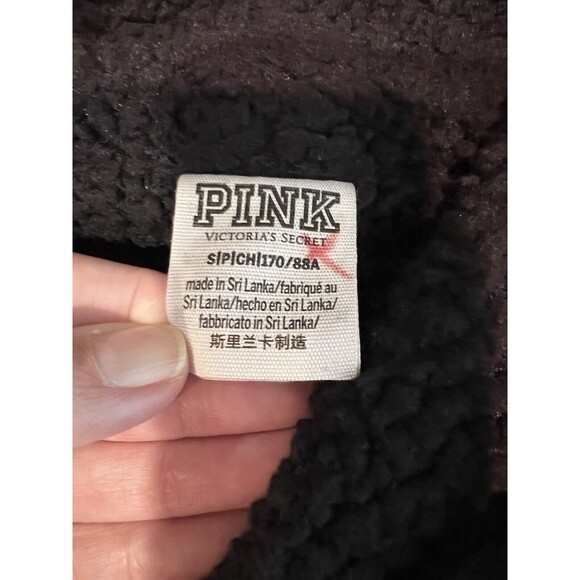 PINK
VICTORIA'S SECRET
S|P|CH|170/88A
made in Sri Lanka/fabriqué au
Sri Lanka/hecho en Sri Lanka/
fabbricato in Sri Lanka/
斯里兰卡制造